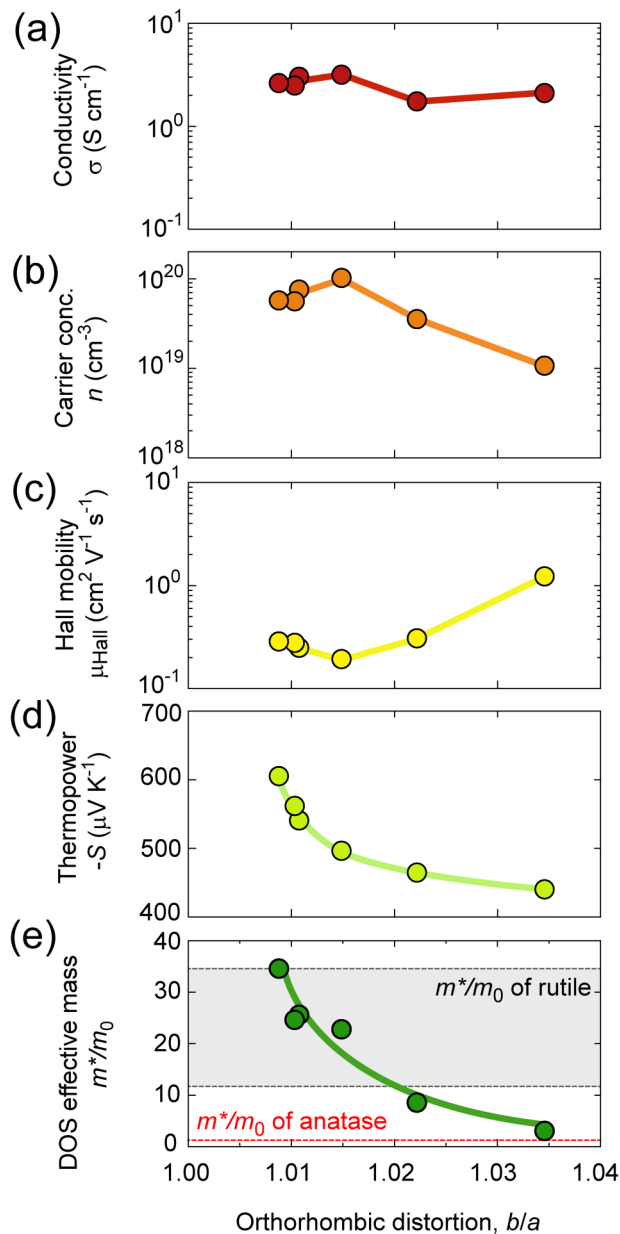 (a)
Conductivity
σ (S cm⁻¹)
10¹
10⁰
10⁻¹
(b)
Carrier conc.
n (cm⁻³)
10²⁰
10¹⁹
10¹⁸
(c)
Hall mobility
μHall (cm² V⁻¹ s⁻¹)
10¹
10⁰
10⁻¹
(d)
Thermopower
-S (μV K⁻¹)
700
600
500
400
(e)
DOS effective mass
m*/m₀
40
30
20
10
0
m*/m₀ of rutile
m*/m₀ of anatase
1.00 1.01 1.02 1.03 1.04
Orthorhombic distortion, b/a